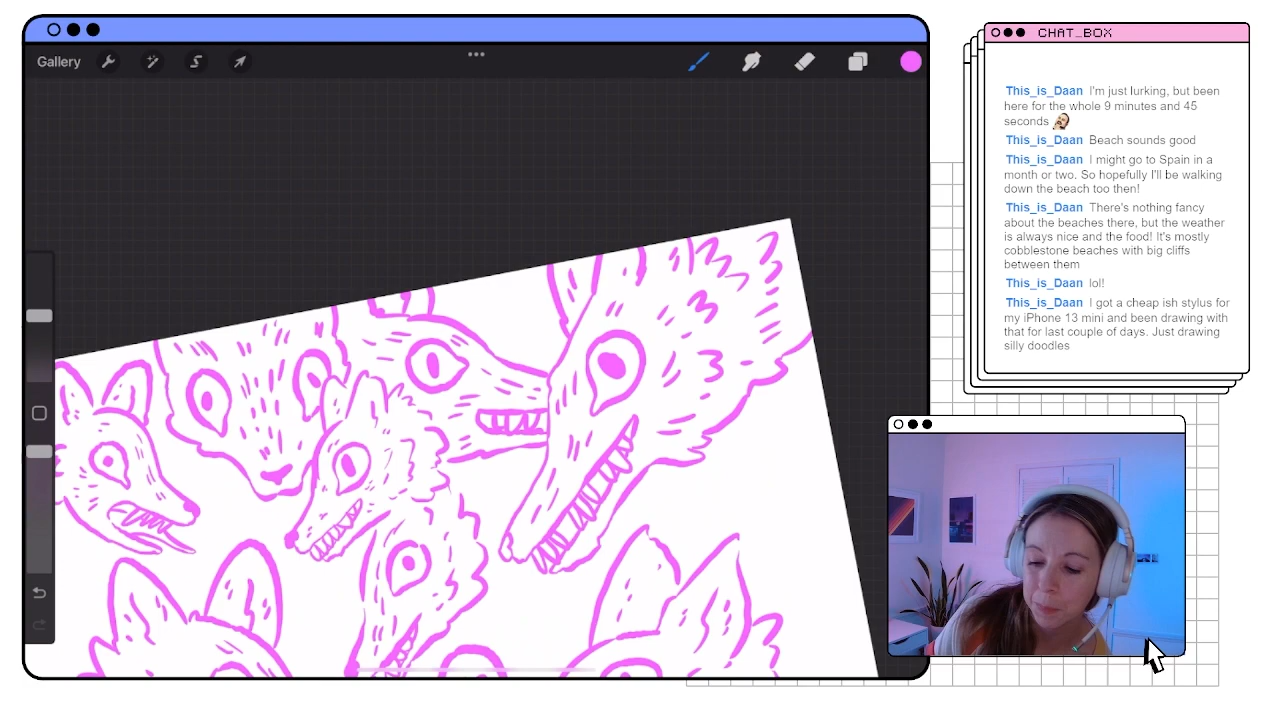 Gallery
CHAT_BOX
This_is_Daan I'm just lurking, but been
here for the whole 9 minutes and 45
seconds
This_is_Daan Beach sounds good
This_is_Daan I might go to Spain in a
month or two. So hopefully I'll be walking
down the beach too then!
This_is_Daan There's nothing fancy
about the beaches there, but the weather
is always nice and the food! It's mostly
cobblestone beaches with big cliffs
between them
This_is_Daan lol!
This_is_Daan I got a cheap ish stylus for
my iPhone 13 mini and been drawing with
that for last couple of days. Just drawing
silly doodles